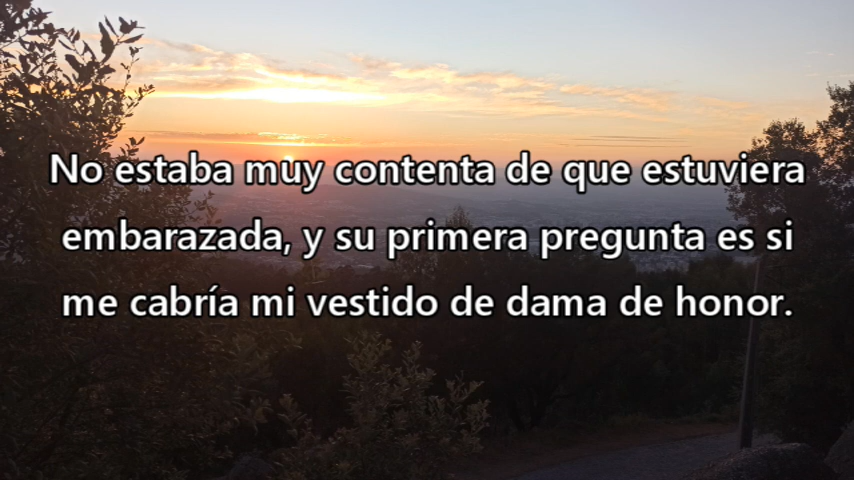 No estaba muy contenta de que estuviera
embarazada, y su primera pregunta es si
me cabría mi vestido de dama de honor.